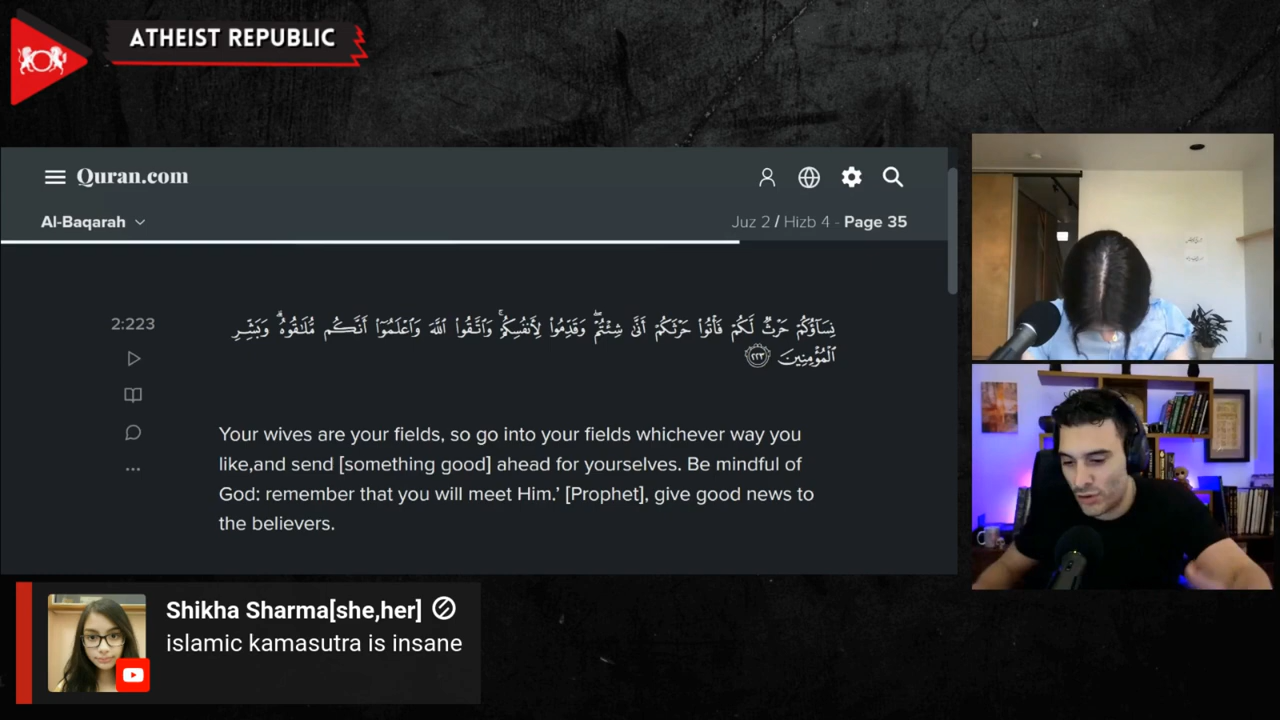 ATHEIST REPUBLIC
Quran.com
Al-Baqarah
Juz 2 / Hizb 4 - Page 35
2:223
نِسَآؤُكُمْ حَرْثٌ لَّكُمْ فَأْتُوا۟ حَرْثَكُمْ أَنَّىٰ شِئْتُمْ ۖ وَقَدِّمُوا۟ لِأَنفُسِكُمْ ۚ وَٱتَّقُوا۟ ٱللَّهَ وَٱعْلَمُوٓا۟ أَنَّكُم مُّلَـٰقُوهُ ۗ وَبَشِّرِ
ٱلْمُؤْمِنِينَ ٢٢٣
Your wives are your fields, so go into your fields whichever way you
like,and send [something good] ahead for yourselves. Be mindful of
God: remember that you will meet Him.’ [Prophet], give good news to
the believers.
Shikha Sharma[she,her]
islamic kamasutra is insane